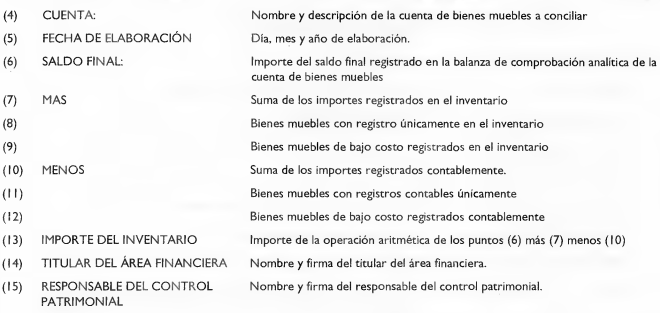 (4) CUENTA: Nombre y descripción de la cuenta de bienes muebles a conciliar
(5) FECHA DE ELABORACIÓN Día, mes y año de elaboración.
(6) SALDO FINAL: Importe del saldo final registrado en la balanza de comprobación analítica de la
cuenta de bienes muebles
(7) MAS Suma de los importes registrados en el inventario
(8) Bienes muebles con registro únicamente en el inventario
(9) Bienes muebles de bajo costo registrados en el inventario
(10) MENOS Suma de los importes registrados contablemente.
(11) Bienes muebles con registros contables únicamente
(12) Bienes muebles de bajo costo registrados contablemente
(13) IMPORTE DEL INVENTARIO Importe de la operación aritmética de los puntos (6) más (7) menos (10)
(14) TITULAR DEL ÁREA FINANCIERA Nombre y firma del titular del área financiera.
(15) RESPONSABLE DEL CONTROL Nombre y firma del responsable del control patrimonial.
PATRIMONIAL